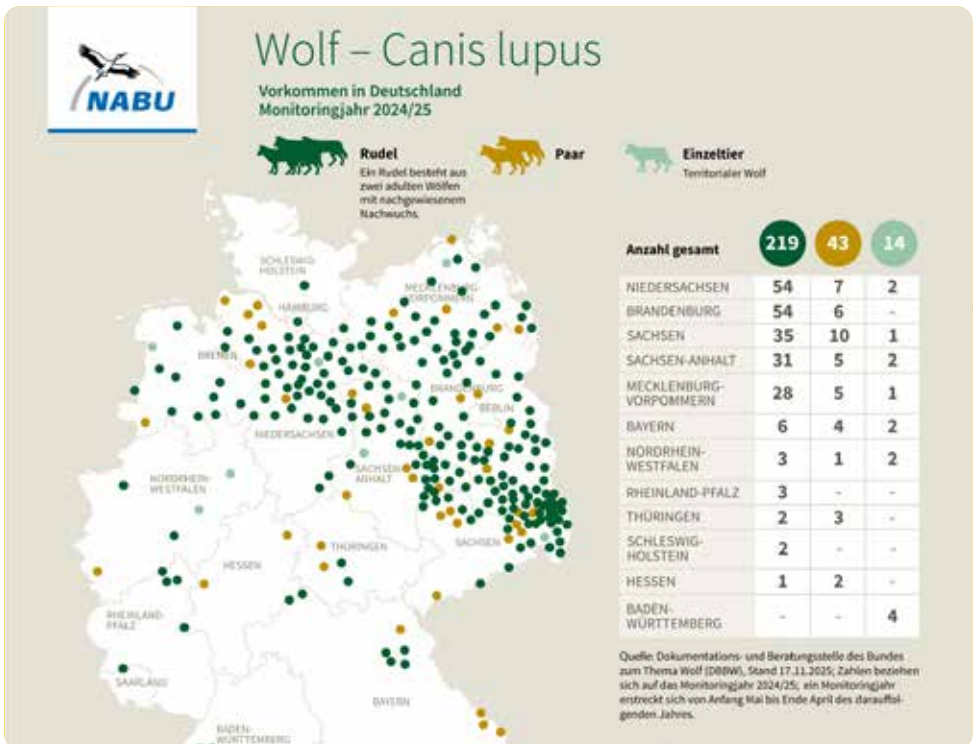 NABU
Wolf – Canis lupus
Vorkommen in Deutschland
Monitoringjahr 2024/25
Rudel
Ein Rudel besteht aus
zwei adulten Wölfen
mit nachgewiesenem
Nachwuchs.
Paar
Einzeltier
Territorialer Wolf
SCHLESWIG-
HOLSTEIN
MECKLENBURG-
VORPOMMERN
HAMBURG
BREMEN
BRANDENBURG
BERLIN
NIEDERSACHSEN
SACHSEN-
ANHALT
NORDRHEIN-
WESTFALEN
SACHSEN
THÜRINGEN
HESSEN
RHEINLAND-
PFALZ
SAARLAND
BAYERN
BADEN-
WÜRTTEMBERG
Anzahl gesamt 219 43 14
NIEDERSACHSEN 54 7 2
BRANDENBURG 54 6 -
SACHSEN 35 10 1
SACHSEN-ANHALT 31 5 2
MECKLENBURG-
VORPOMMERN 28 5 1
BAYERN 6 4 2
NORDRHEIN-
WESTFALEN 3 1 2
RHEINLAND-PFALZ 3 - -
THÜRINGEN 2 3 -
SCHLESWIG-
HOLSTEIN 2 - -
HESSEN 1 2 -
BADEN-
WÜRTTEMBERG - - 4
Quelle: Dokumentations- und Beratungsstelle des Bundes
zum Thema Wolf (DBBW), Stand 17.11.2025; Zahlen beziehen
sich auf das Monitoringjahr 2024/25; ein Monitoringjahr
erstreckt sich von Anfang Mai bis Ende April des darauffol-
genden Jahres.